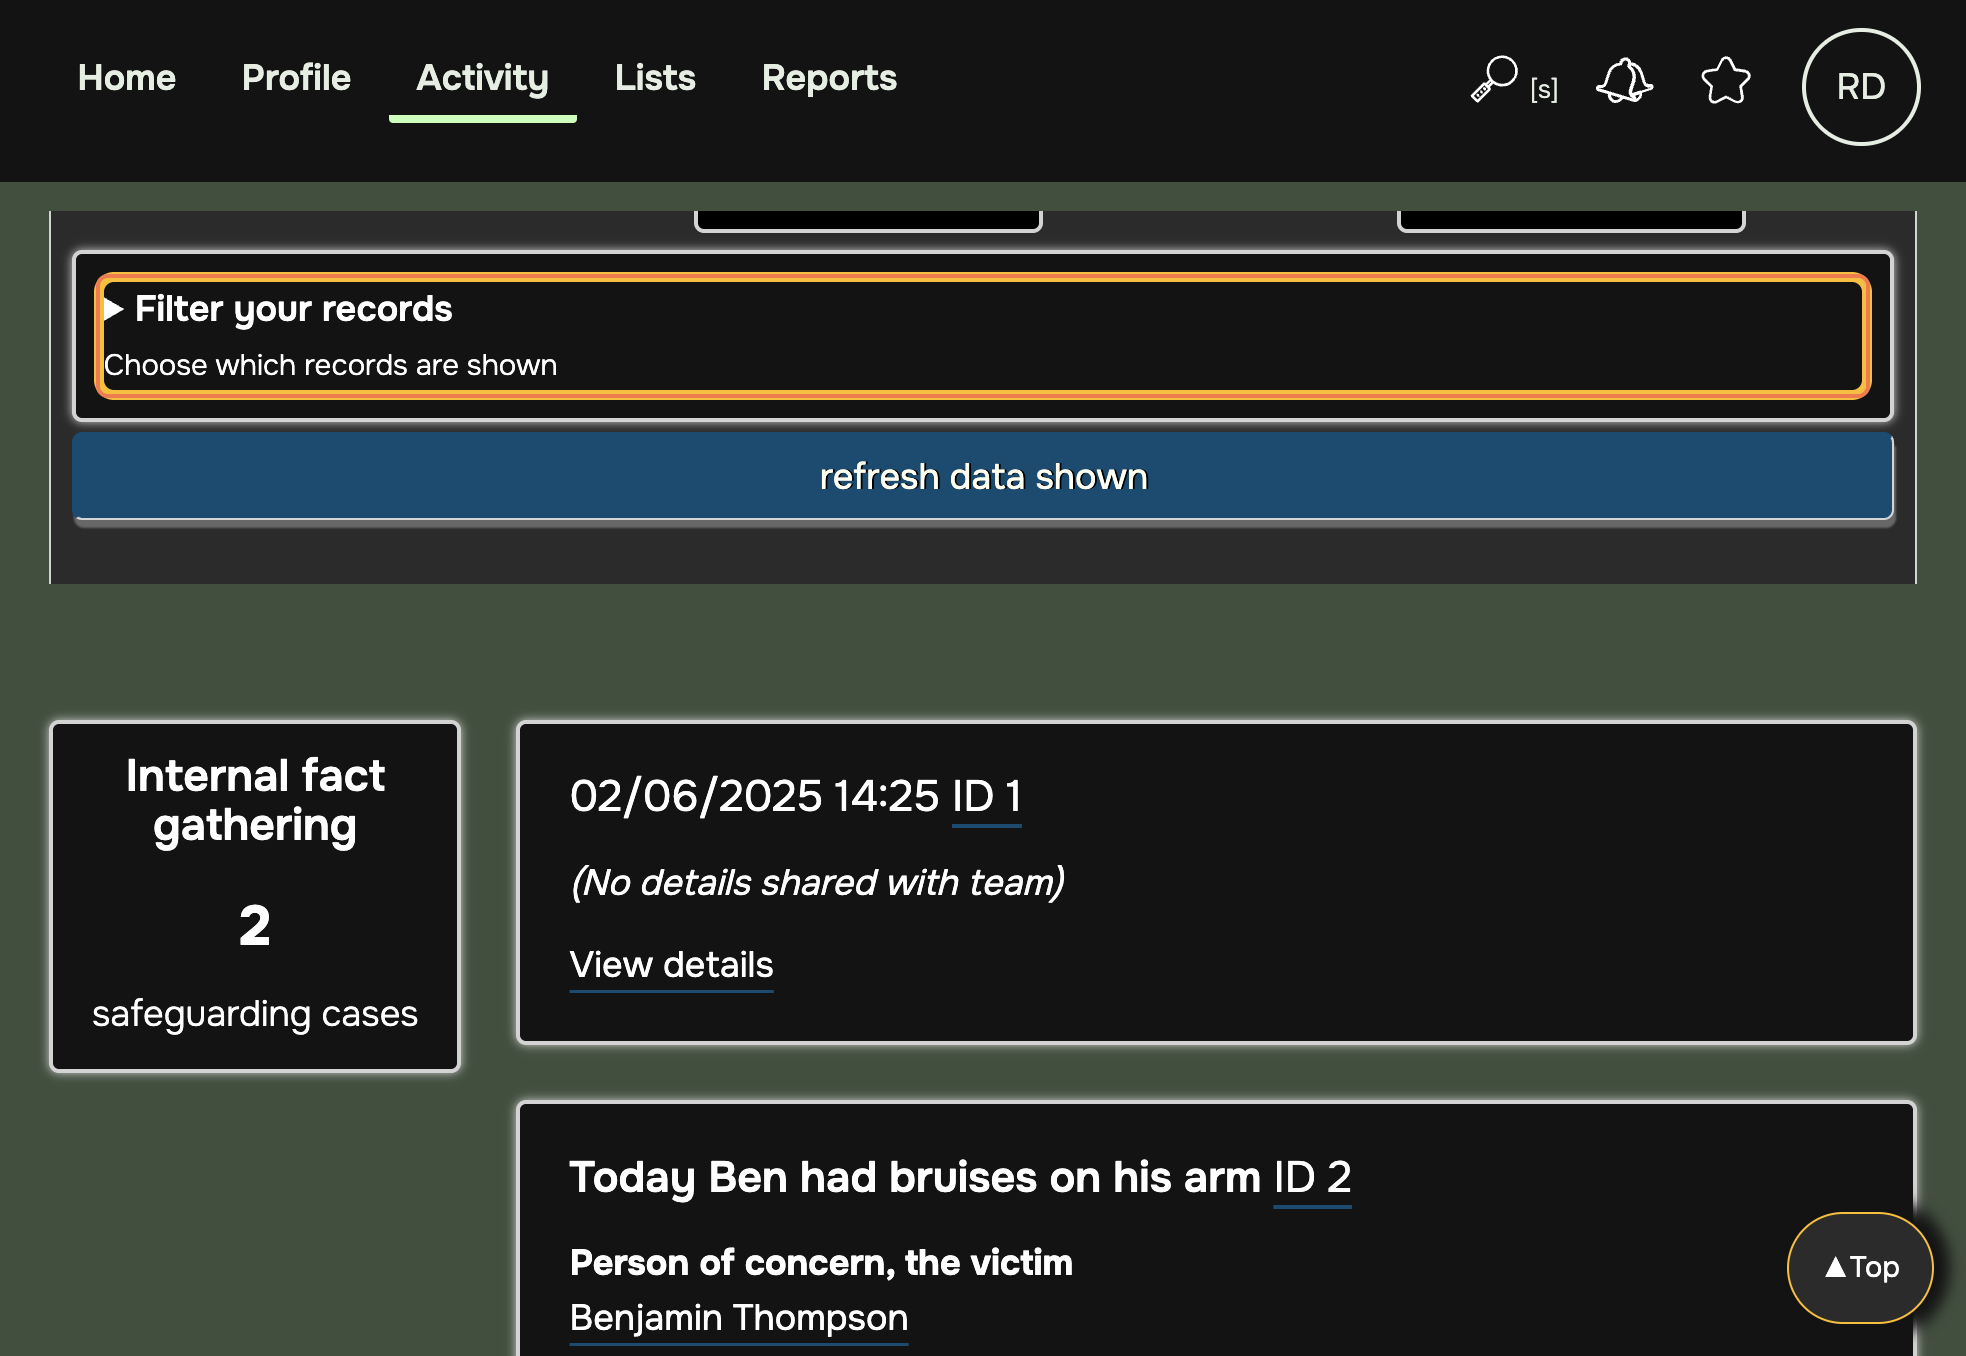 Home Profile Activity Lists Reports [s] RD
▶ Filter your records
Choose which records are shown
refresh data shown
Internal fact
gathering
2
safeguarding cases
02/06/2025 14:25 ID 1
(No details shared with team)
View details
Today Ben had bruises on his arm ID 2
Person of concern, the victim
Benjamin Thompson
▲Top